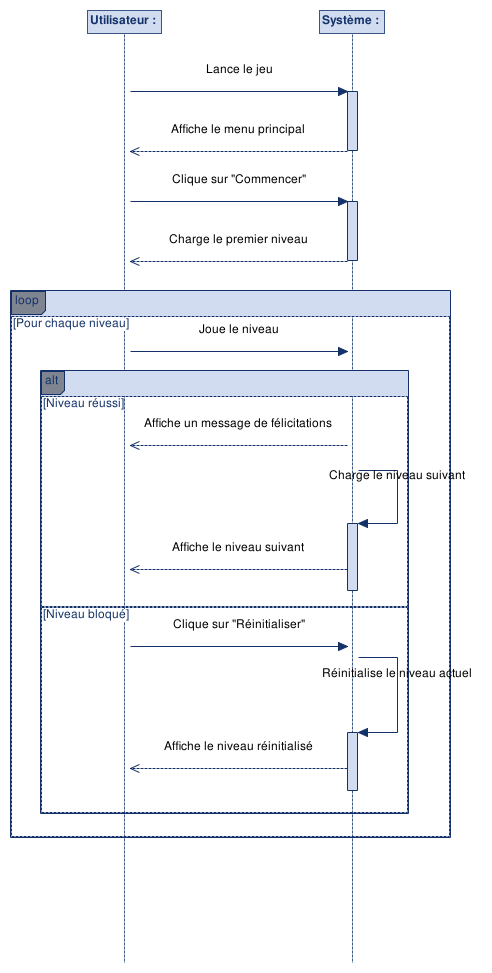 Utilisateur :
Système :
Lance le jeu
Affiche le menu principal
Clique sur "Commencer"
Charge le premier niveau
loop
[Pour chaque niveau]
Joue le niveau
alt
[Niveau réussi]
Affiche un message de félicitations
Charge le niveau suivant
Affiche le niveau suivant
[Niveau bloqué]
Clique sur "Réinitialiser"
Réinitialise le niveau actuel
Affiche le niveau réinitialisé